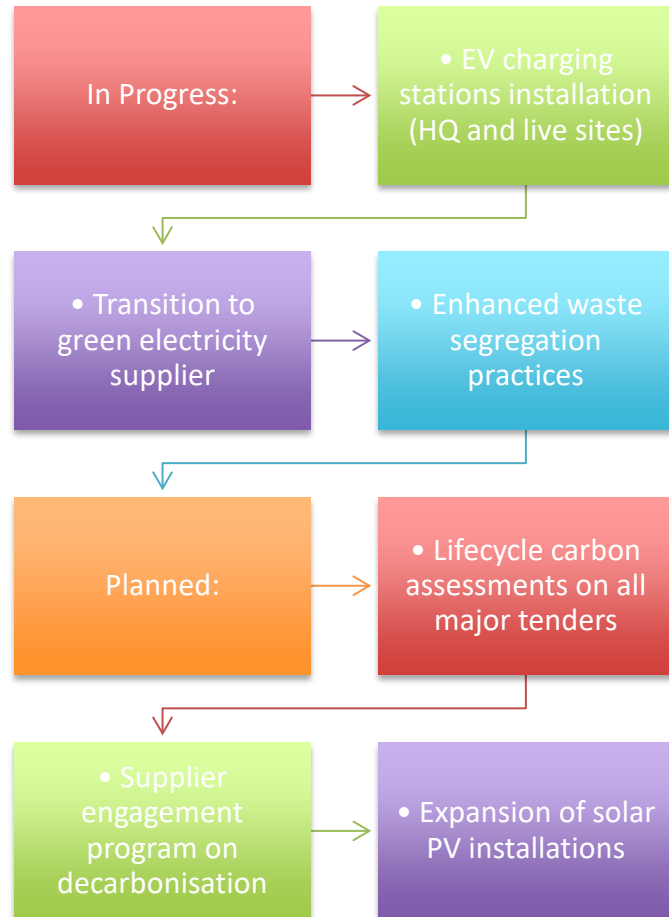 In Progress:
• EV charging
stations installation
(HQ and live sites)
• Transition to
green electricity
supplier
• Enhanced waste
segregation
practices
Planned:
• Lifecycle carbon
assessments on all
major tenders
• Supplier
engagement
program on
decarbonisation
• Expansion of solar
PV installations